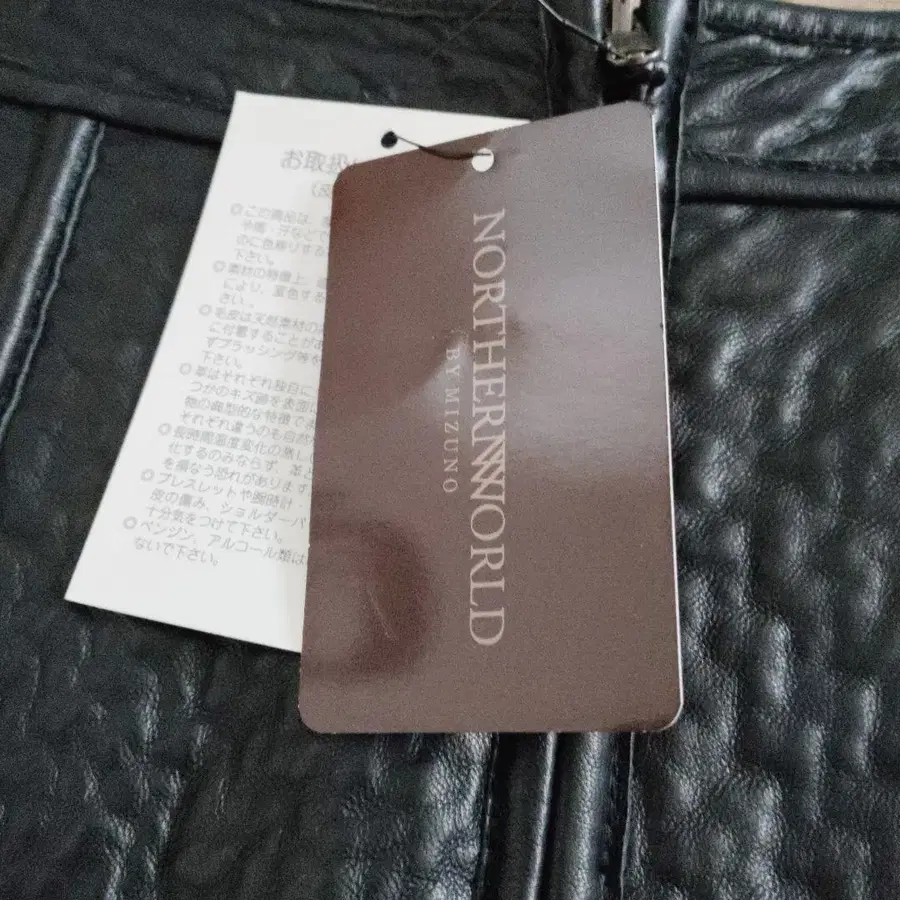 お取扱
◎この商品は、
や雨・汗などで
のに色移りする
下さい。
◎素材の特性上、
により、変色する
さい。
◎毛皮は天然素材の
に付着することが
ずブラッシング等を
下さい。
◎革はそれぞれ独自に
つかのキズ跡を表面に
物の典型的な特徴で
それぞれ違うのも自然
◎長時間温度変化の激し
化するのみならず、革
を損なう恐れがあります
◎ブレスレットや腕時計・
皮の傷み、ショルダーバ
十分気をつけて下さい。
◎ベンジン、アルコール類は
ないで下さい。
NORTHERN WORLD
BY MIZUNO